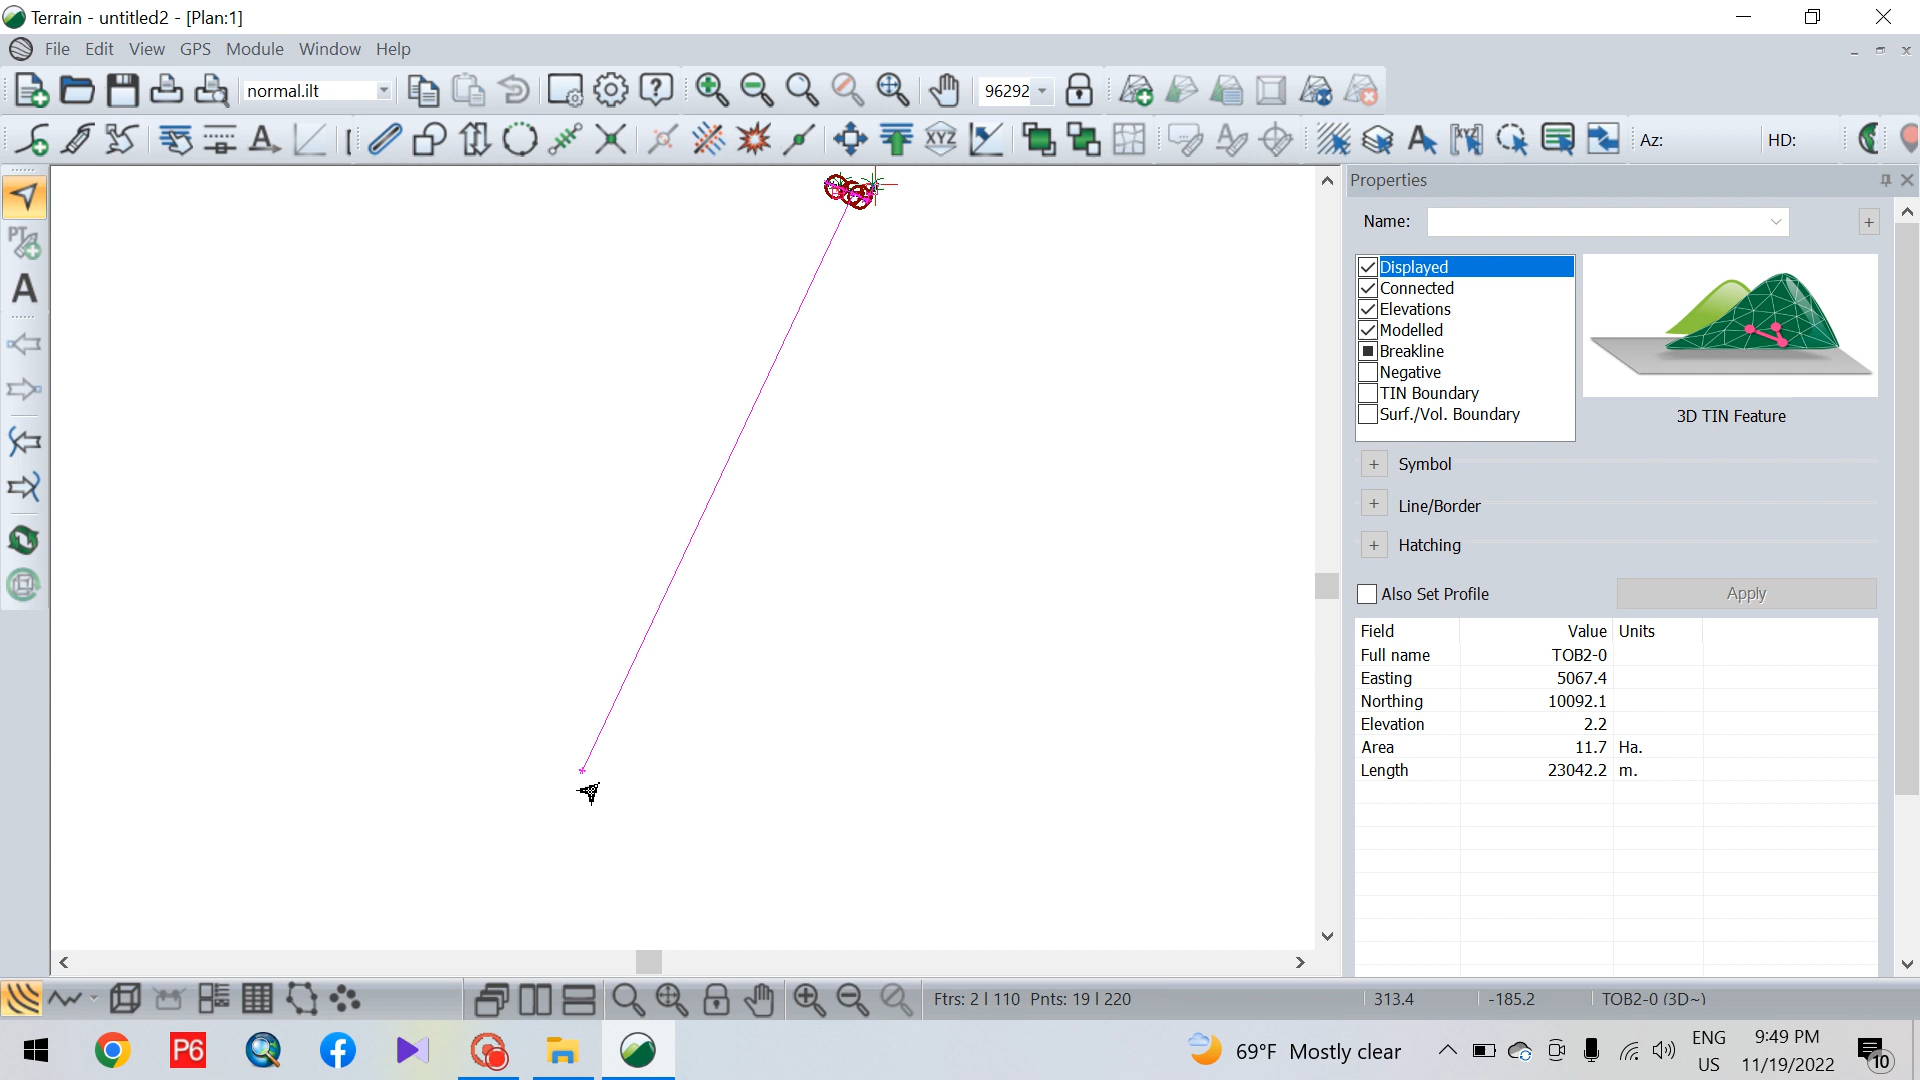 Terrain - untitled2 - [Plan:1]
File Edit View GPS Module Window Help
normal.ilt
96292
XYZ
XYZ
Az:
HD:
PT
A
Properties
Name:
Displayed
Connected
Elevations
Modelled
Breakline
Negative
TIN Boundary
Surf./Vol. Boundary
3D TIN Feature
Symbol
Line/Border
Hatching
Also Set Profile
Apply
Field Value Units
Full name TOB2-0
Easting 5067.4
Northing 10092.1
Elevation 2.2
Area 11.7 Ha.
Length 23042.2 m.
Ftrs: 2 | 110 Pnts: 19 | 220
313.4
-185.2
TOB2-0 (3D~)
P6
69°F Mostly clear
ENG
US
9:49 PM
11/19/2022
10